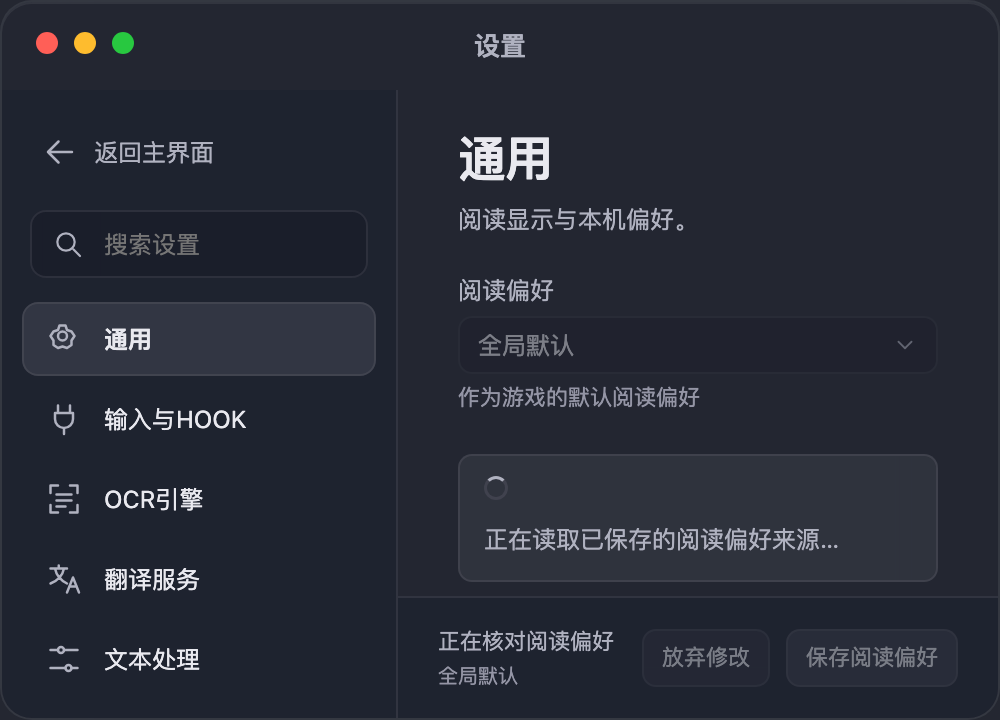 设置
返回主界面
搜索设置
通用
输入与HOOK
OCR引擎
翻译服务
文本处理
通用
阅读显示与本机偏好。
阅读偏好
全局默认
作为游戏的默认阅读偏好
正在读取已保存的阅读偏好来源...
正在核对阅读偏好
全局默认
放弃修改
保存阅读偏好